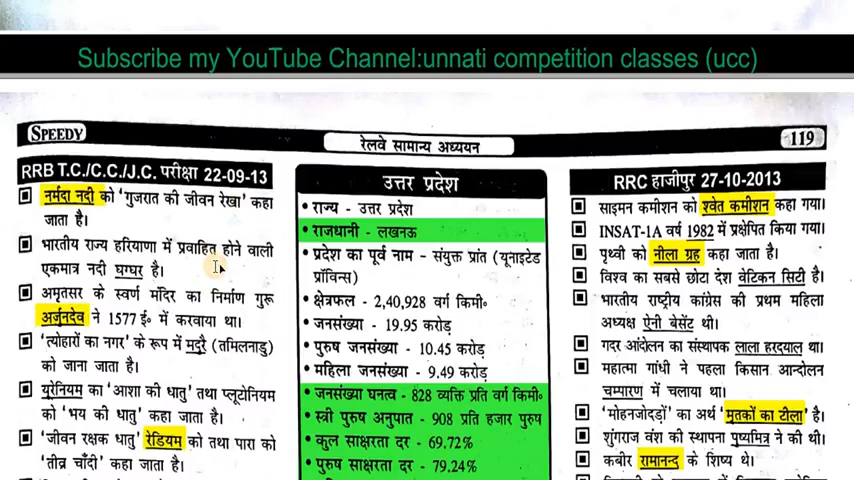 Subscribe my YouTube Channel:unnati competition classes (ucc)
SPEEDY
रेलवे सामान्य अध्ययन
119
RRB T.C./C.C./J.C. परीक्षा 22-09-13
नर्मदा नदी को 'गुजरात की जीवन रेखा' कहा
जाता है।
भारतीय राज्य हरियाणा में प्रवाहित होने वाली
एकमात्र नदी घग्घर है।
अमृतसर के स्वर्ण मंदिर का निर्माण गुरू
अर्जुनदेव ने 1577 ई० में करवाया था।
'त्योहारों का नगर' के रूप में मदुरै (तमिलनाडु)
को जाना जाता है।
यूरेनियम का 'आशा की धातु' तथा प्लूटोनियम
को 'भय की धातु' कहा जाता है।
'जीवन रक्षक धातु' रेडियम को तथा पारा को
'तीव्र चाँदी' कहा जाता है।
उत्तर प्रदेश
• राज्य - उत्तर प्रदेश
• राजधानी - लखनऊ
• प्रदेश का पूर्व नाम - संयुक्त प्रांत (यूनाइटेड
प्रॉविन्स)
• क्षेत्रफल - 2,40,928 वर्ग किमी०
• जनसंख्या - 19.95 करोड़
• पुरुष जनसंख्या - 10.45 करोड़
• महिला जनसंख्या - 9.49 करोड़
• जनसंख्या घनत्व - 828 व्यक्ति प्रति वर्ग किमी०
• स्त्री पुरुष अनुपात - 908 प्रति हजार पुरुष
• कुल साक्षरता दर - 69.72%
• पुरुष साक्षरता दर - 79.24%
RRC हाजीपुर 27-10-2013
साइमन कमीशन को श्वेत कमीशन कहा गया।
INSAT-1A वर्ष 1982 में प्रक्षेपित किया गया।
पृथ्वी को नीला ग्रह कहा जाता है।
विश्व का सबसे छोटा देश वेटिकन सिटी है।
भारतीय राष्ट्रीय कांग्रेस की प्रथम महिला
अध्यक्ष ऐनी बेसेंट थी।
गदर आंदोलन का संस्थापक लाला हरदयाल था।
महात्मा गांधी ने पहला किसान आन्दोलन
चम्पारण में चलाया था।
'मोहनजोदड़ों' का अर्थ 'मृतकों का टीला' है।
शुंगराज वंश की स्थापना पुष्यमित्र ने की थी।
कबीर रामानन्द के शिष्य थे।